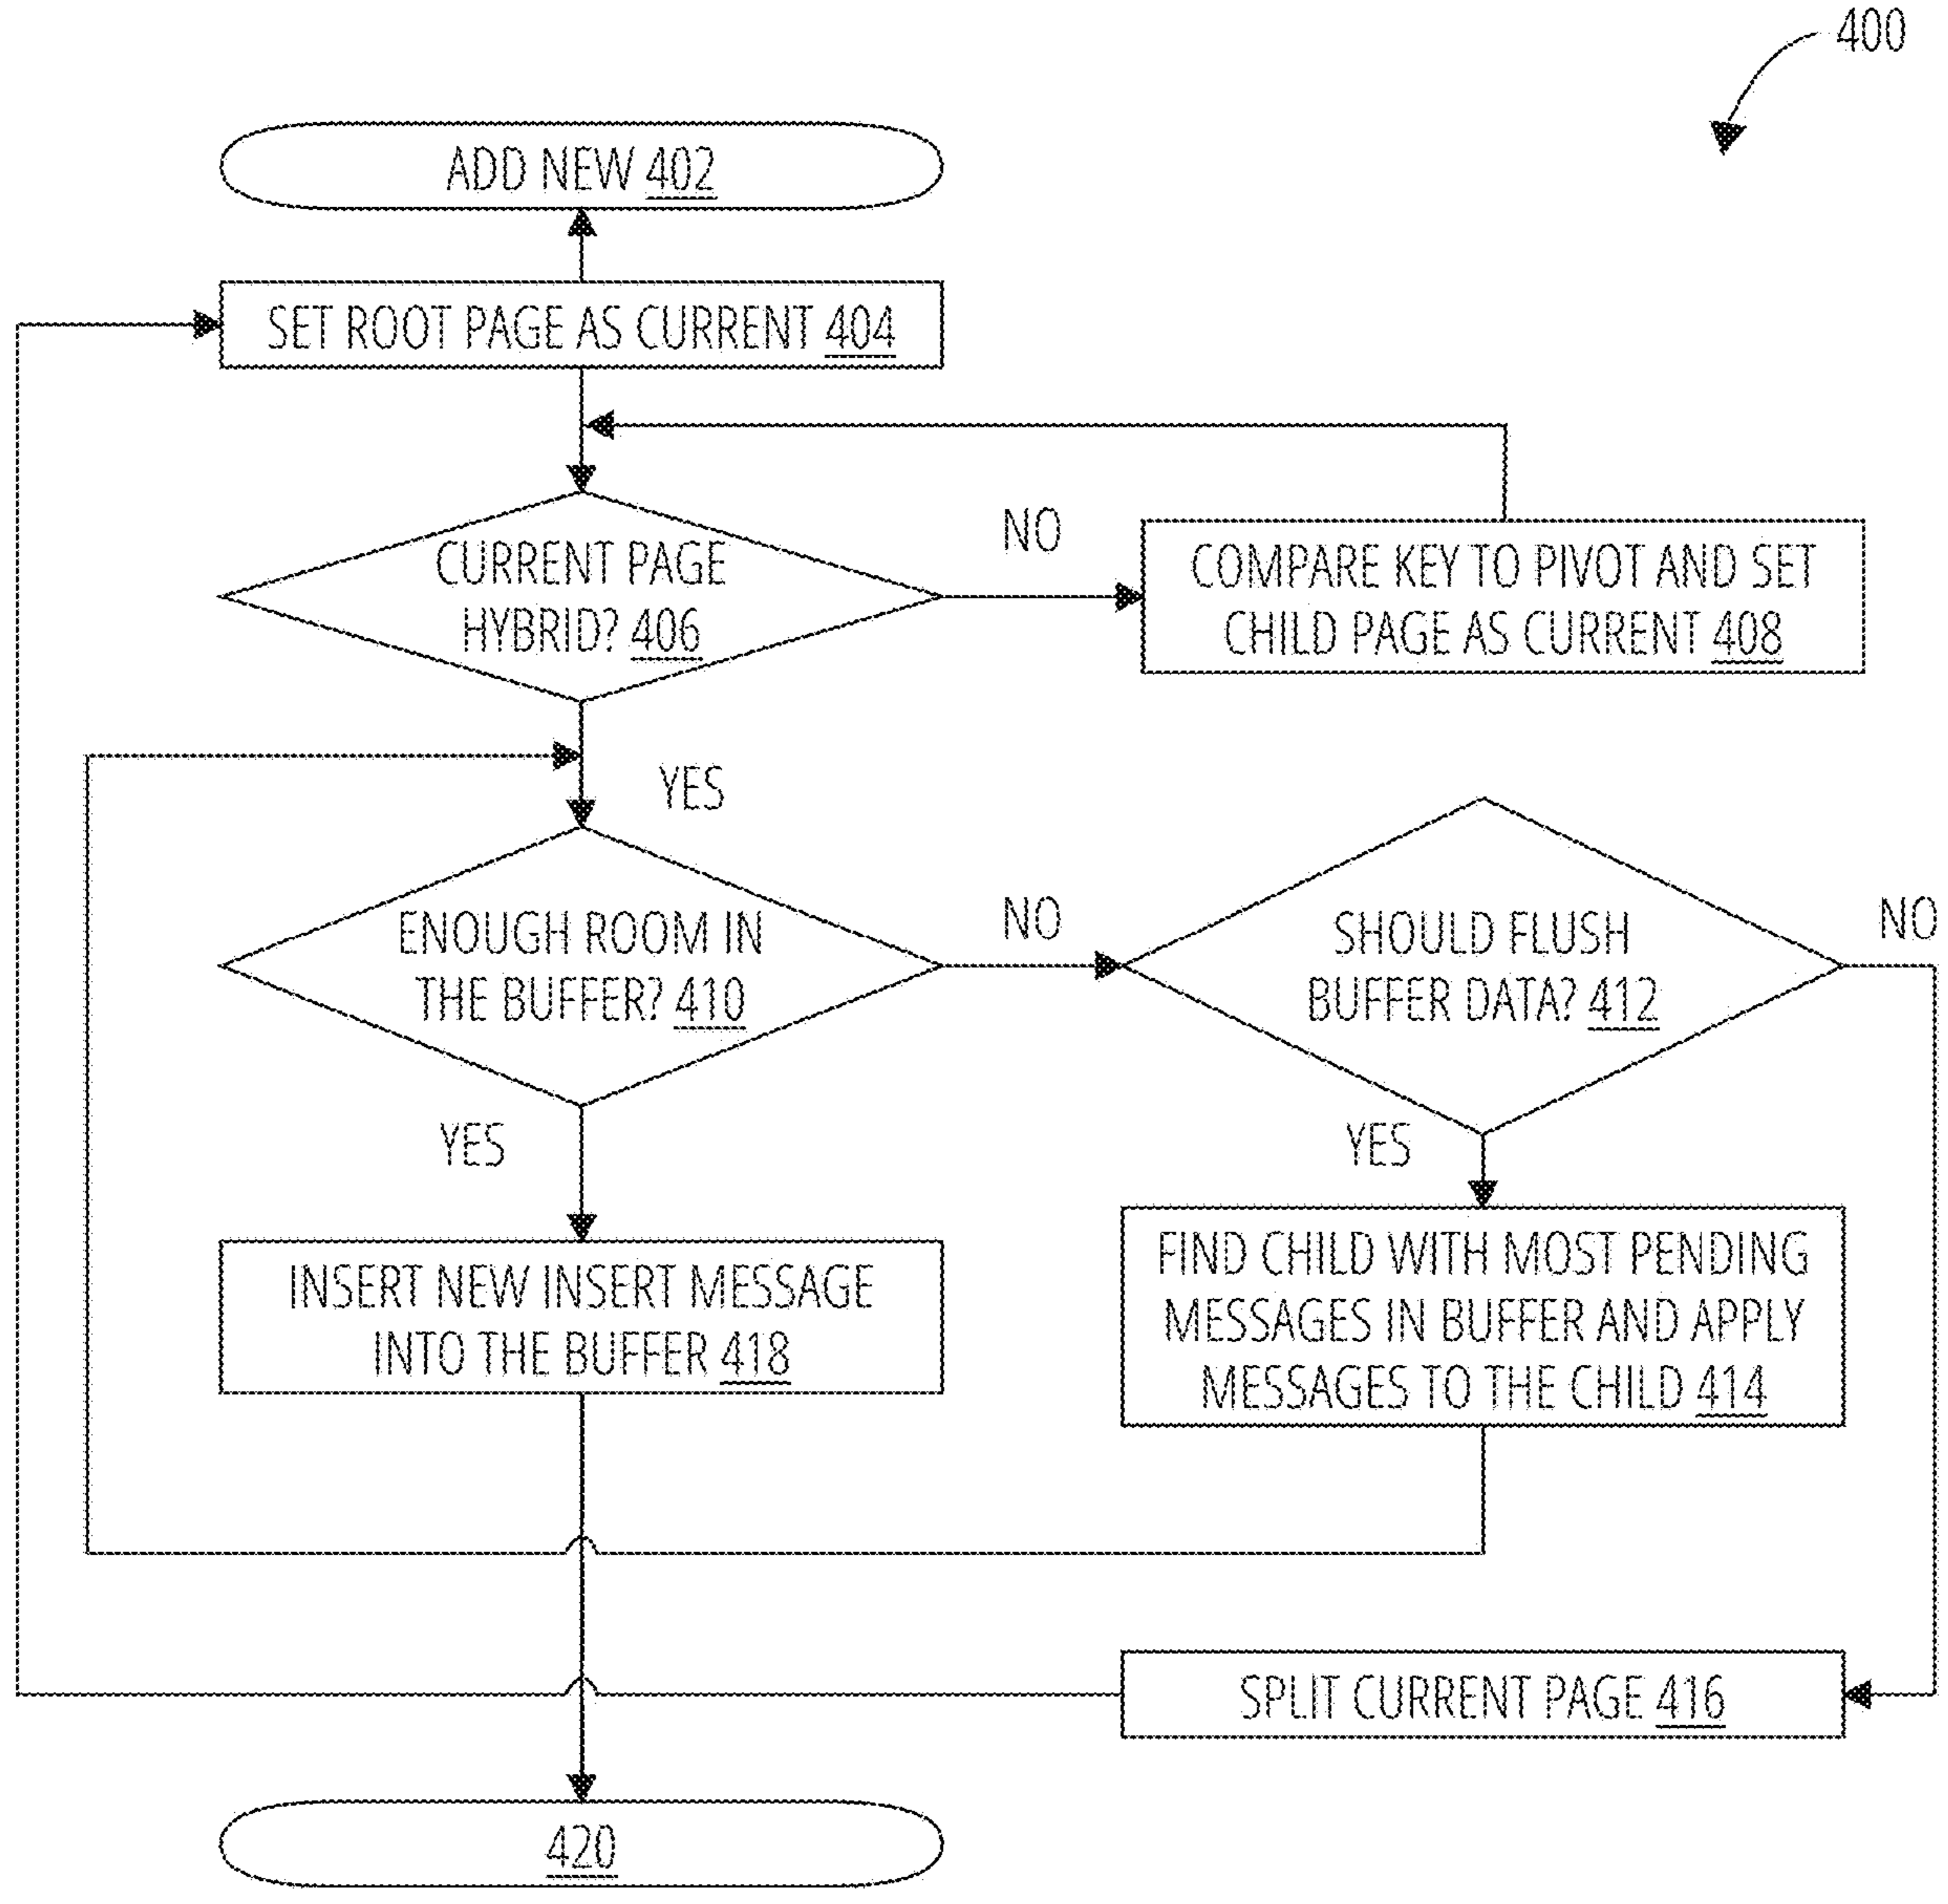 400
ADD NEW 402
SET ROOT PAGE AS CURRENT 404
CURRENT PAGE
HYBRID? 406
NO
COMPARE KEY TO PIVOT AND SET
CHILD PAGE AS CURRENT 408
YES
ENOUGH ROOM IN
THE BUFFER? 410
NO
SHOULD FLUSH
BUFFER DATA? 412
NO
YES
YES
INSERT NEW INSERT MESSAGE
INTO THE BUFFER 418
FIND CHILD WITH MOST PENDING
MESSAGES IN BUFFER AND APPLY
MESSAGES TO THE CHILD 414
SPLIT CURRENT PAGE 416
420